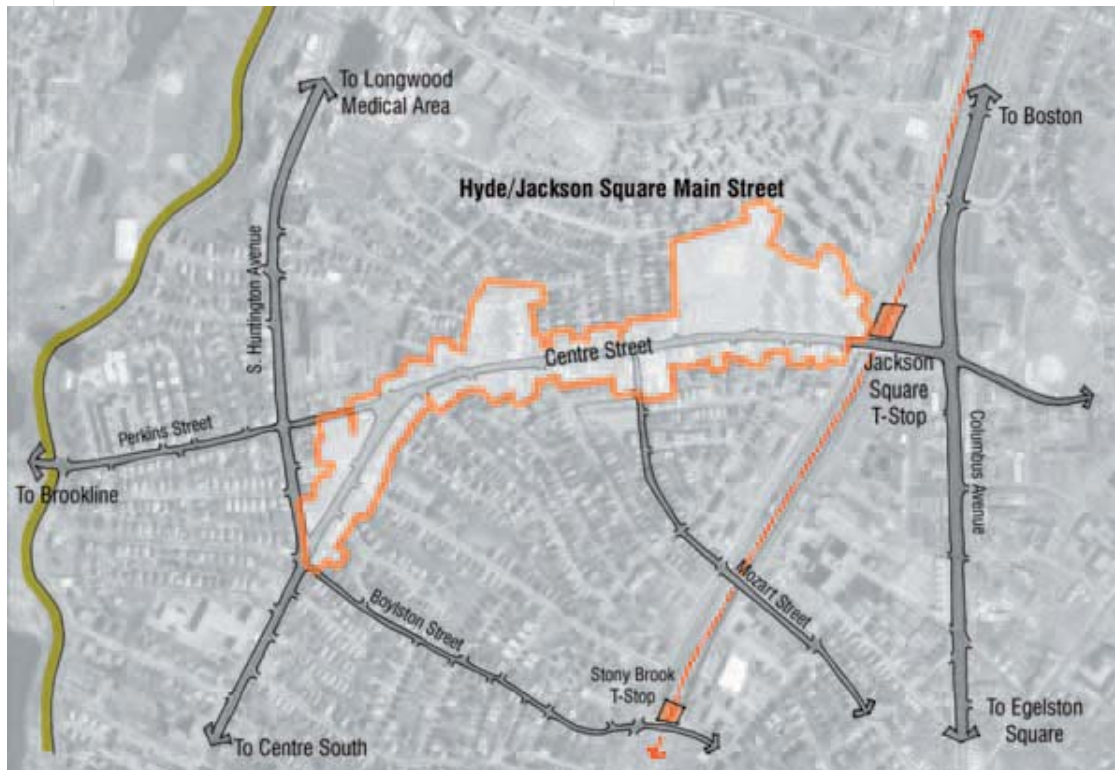 To Longwood
Medical Area
To Boston
Hyde/Jackson Square Main Street
S. Huntington Avenue
Centre Street
Jackson
Square
T-Stop
Perkins Street
To Brookline
Columbus Avenue
Mozart Street
Boylston Street
Stony Brook
T-Stop
To Egelston
Square
To Centre South